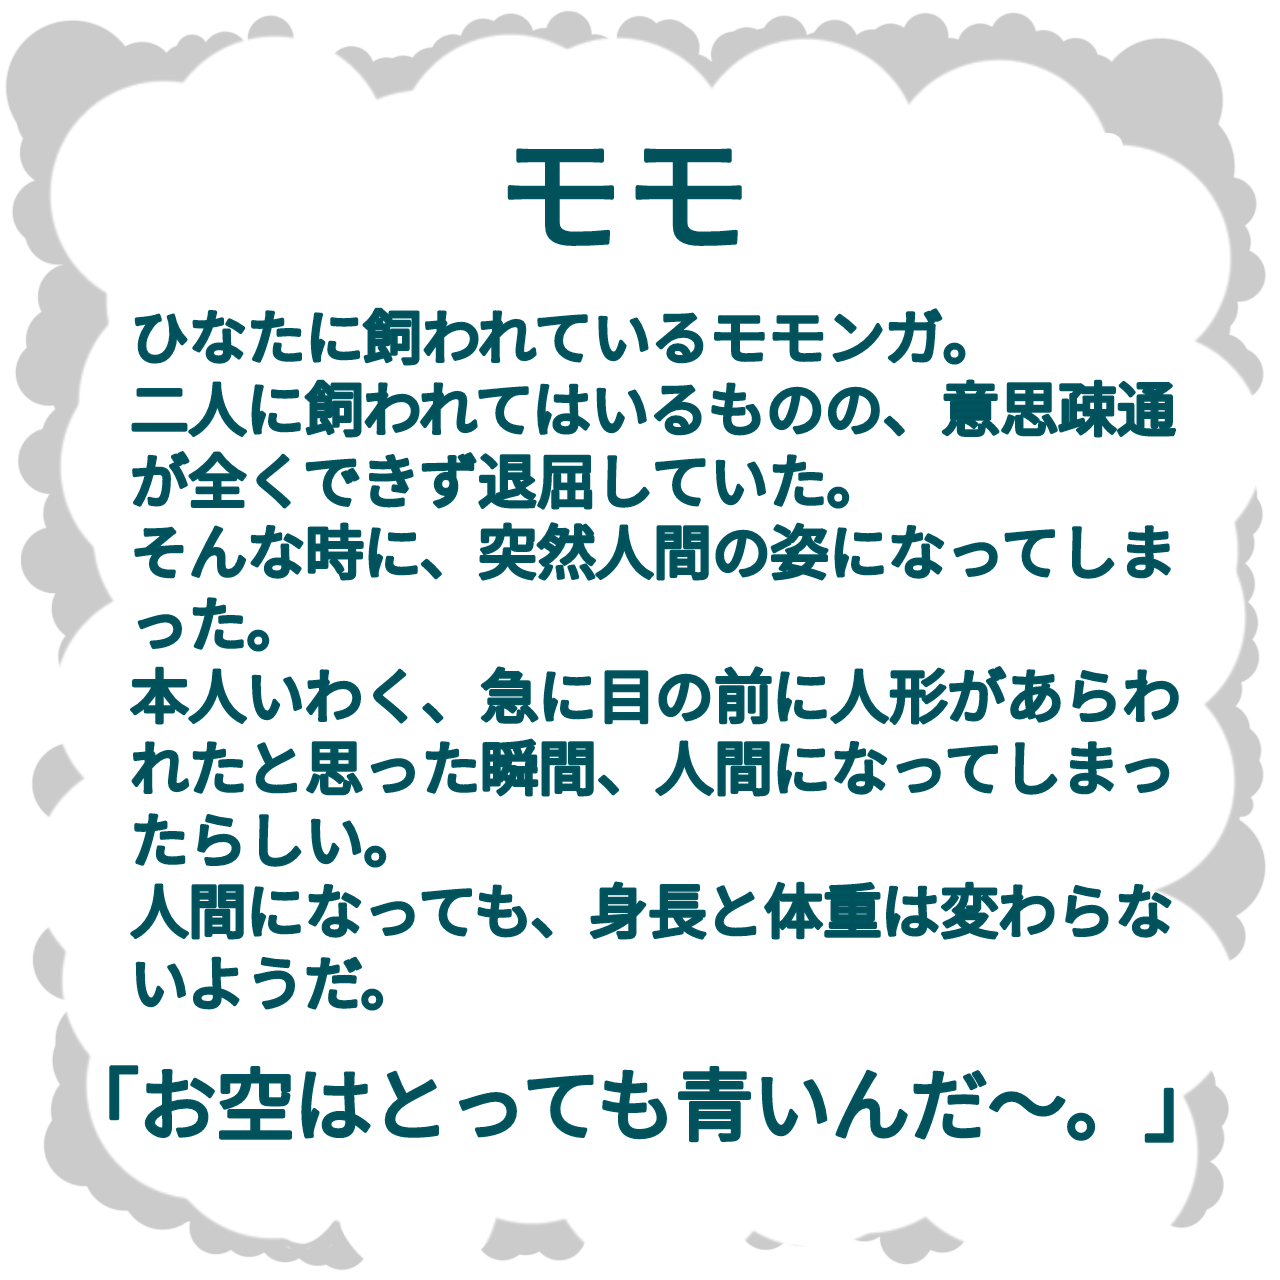 モモ
ひなたに飼われているモモンガ。
二人に飼われてはいるものの、意思疎通
が全くできず退屈していた。
そんな時に、突然人間の姿になってしま
った。
本人いわく、急に目の前に人形があらわ
れたと思った瞬間、人間になってしまっ
たらしい。
人間になっても、身長と体重は変わらな
いようだ。
「お空はとっても青いんだ～。」